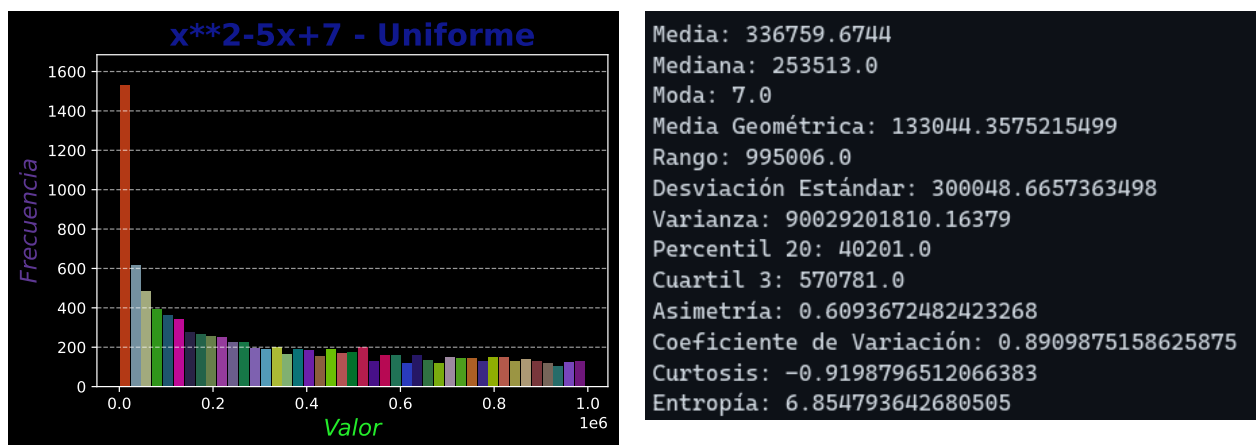 x**2-5x+7 - Uniforme
Frecuencia
1600
1400
1200
1000
800
600
400
200
0
0.0 0.2 0.4 0.6 0.8 1.0
1e6
Valor
Media: 336759.6744
Mediana: 253513.0
Moda: 7.0
Media Geométrica: 133044.3575215499
Rango: 995006.0
Desviación Estándar: 300048.6657363498
Varianza: 90029201810.16379
Percentil 20: 40201.0
Cuartil 3: 570781.0
Asimetría: 0.6093672482423268
Coeficiente de Variación: 0.8909875158625875
Curtosis: -0.9198796512066383
Entropía: 6.854793642680505